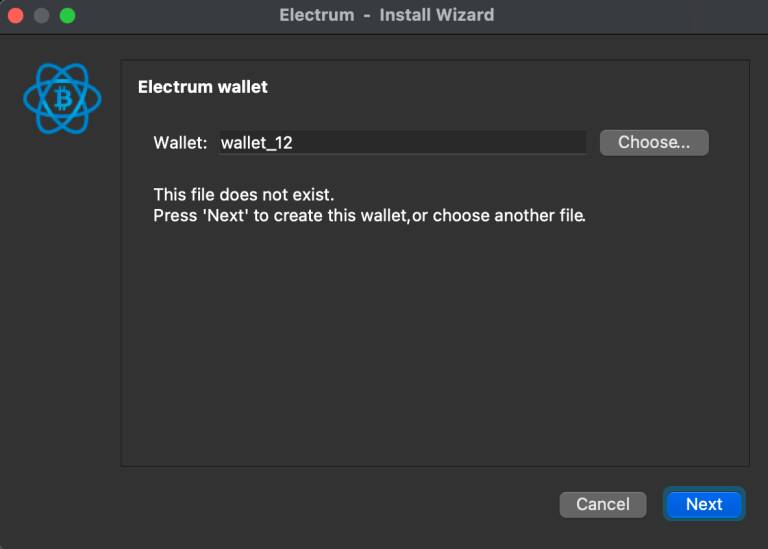 Electrum - Install Wizard
Electrum wallet
Wallet: wallet_12 Choose...
This file does not exist.
Press 'Next' to create this wallet,or choose another file.
Cancel Next